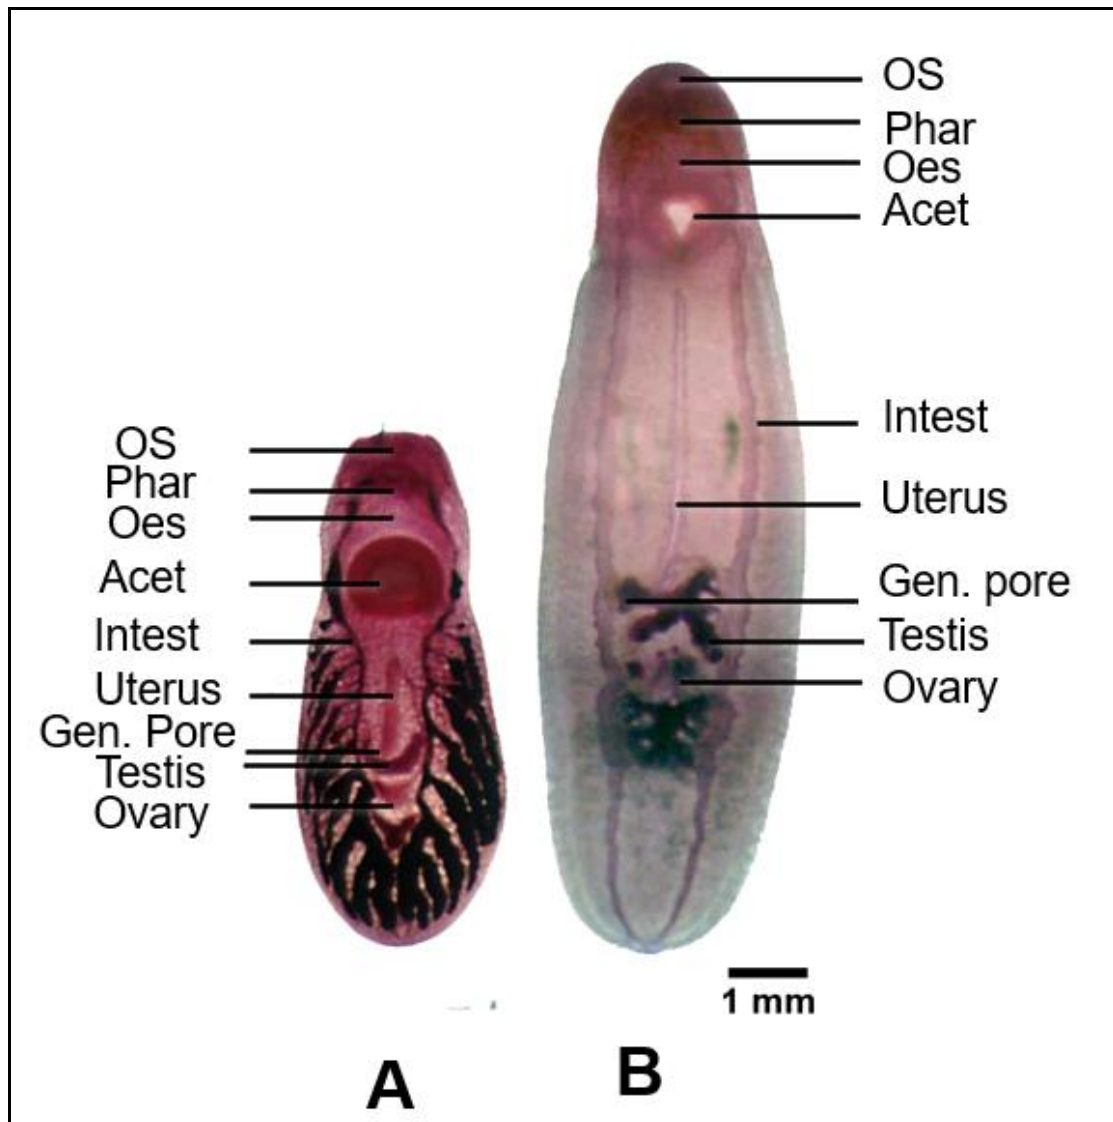 OS
Phar
Oes
Acet
Intest
Uterus
Gen. Pore
Testis
Ovary
OS
Phar
Oes
Acet
Intest
Uterus
Gen. pore
Testis
Ovary
1 mm
A
B